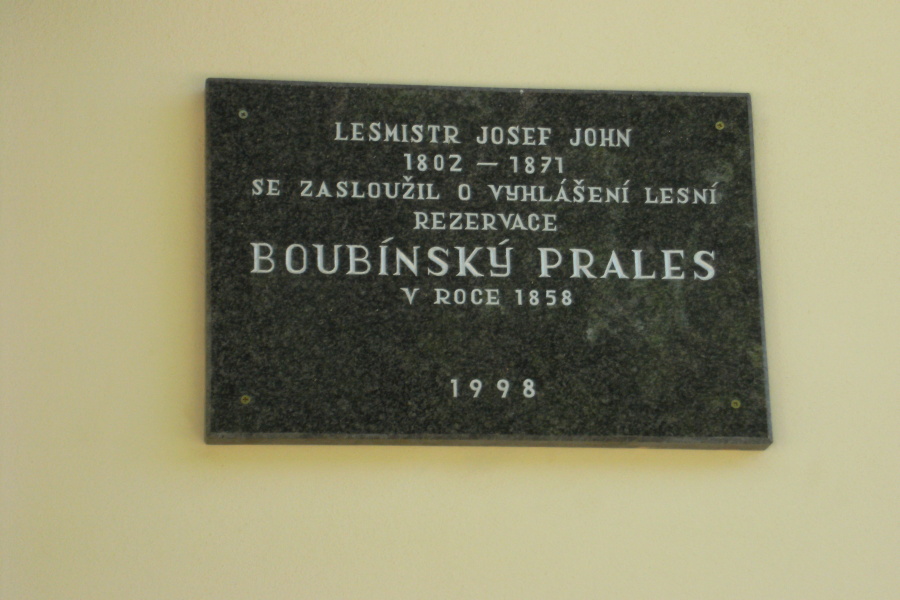 LESMISTR JOSEF JOHN
1802 — 1871
SE ZASLOUŽIL O VYHLÁŠENÍ LESNÍ
REZERVACE
BOUBÍNSKÝ PRALES
V ROCE 1858
1998